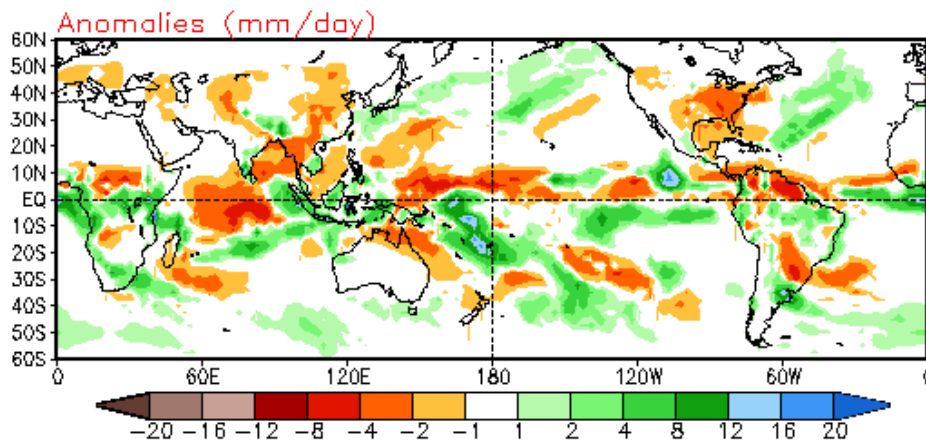 Anomalies (mm/day)
60N
50N
40N
30N
20N
10N
EQ
10S
20S
30S
40S
50S
60S
0 60E 120E 180 120W 60W 0
-20 -16 -12 -8 -4 -2 -1 1 2 4 8 12 16 20